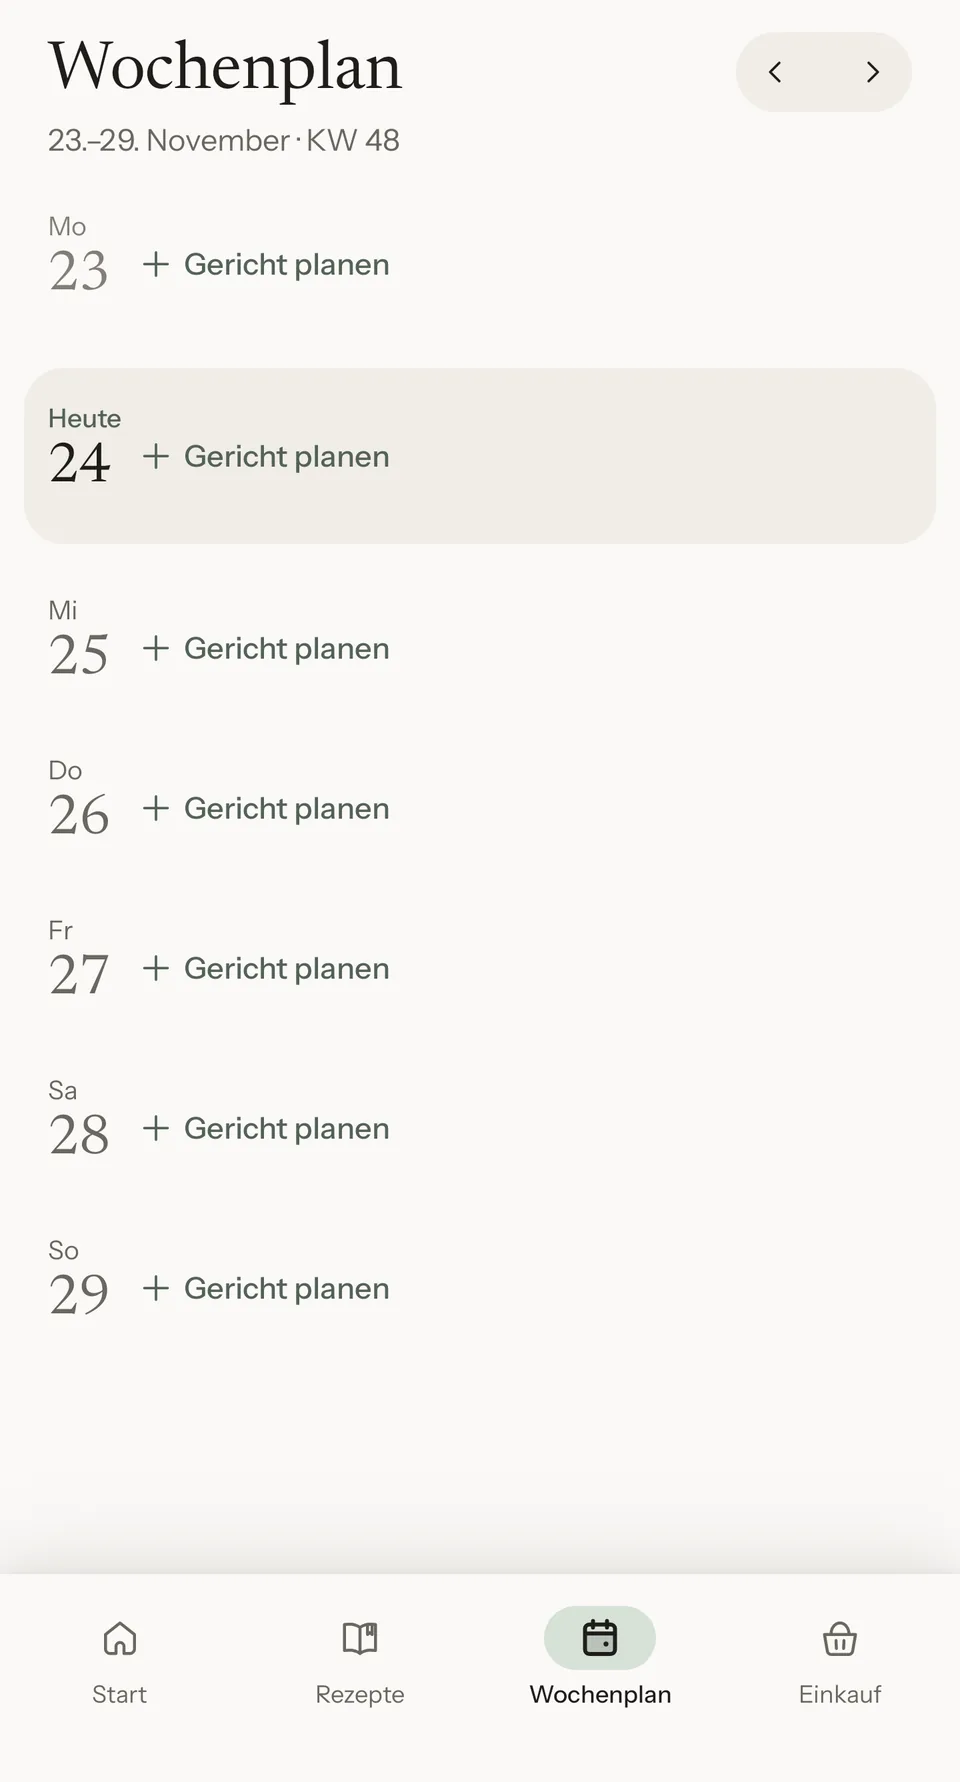 Wochenplan
23.–29. November · KW 48
Mo
23
Gericht planen
Heute
24
Gericht planen
Mi
25
Gericht planen
Do
26
Gericht planen
Fr
27
Gericht planen
Sa
28
Gericht planen
So
29
Gericht planen
Start
Rezepte
Wochenplan
Einkauf